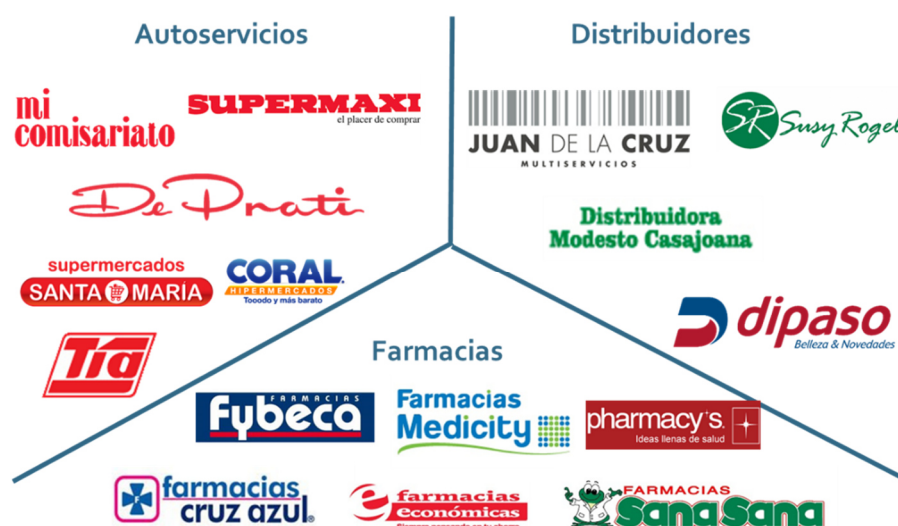 Autoservicios
mi
comisariato
SUPERMAXI
el placer de comprar
De Prati
supermercados
SANTA MARÍA
CORAL
HIPERMERCADOS
Tooodo y más barato
Tía
Distribuidores
JUAN DE LA CRUZ
MULTISERVICIOS
SR Susy Rogel
Distribuidora
Modesto Casajoana
dipaso
Belleza & Novedades
Farmacias
FARMACIAS
Fybeca
Farmacias
Medicity
pharmacy's.
Ideas llenas de salud
F farmacias
cruz azul®
e farmacias
económicas
FARMACIAS
Sana Sana